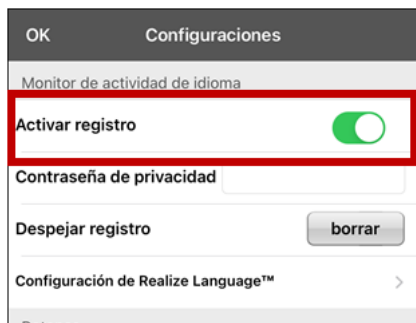 OK Configuraciones
Monitor de actividad de idioma
Activar registro
Contraseña de privacidad
Despejar registro borrar
Configuración de Realize Language™